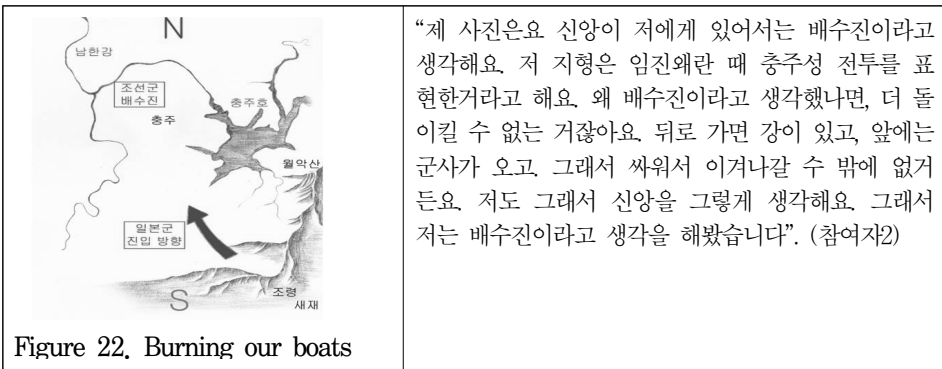 N
남한강
조선군
배수진
충주호
충주
월악산
일본군
진입 방향
S
조령
새재
Figure 22. Burning our boats
“제 사진은요 신앙이 저에게 있어서는 배수진이라고
생각해요. 저 지형은 임진왜란 때 충주성 전투를 표
현한거라고 해요. 왜 배수진이라고 생각했냐면, 더 돌
이킬 수 없는 거잖아요. 뒤로 가면 강이 있고, 앞에는
군사가 오고. 그래서 싸워서 이겨나갈 수 밖에 없거
든요. 저도 그래서 신앙을 그렇게 생각해요. 그래서
저는 배수진이라고 생각을 해봤습니다”. (참여자2)